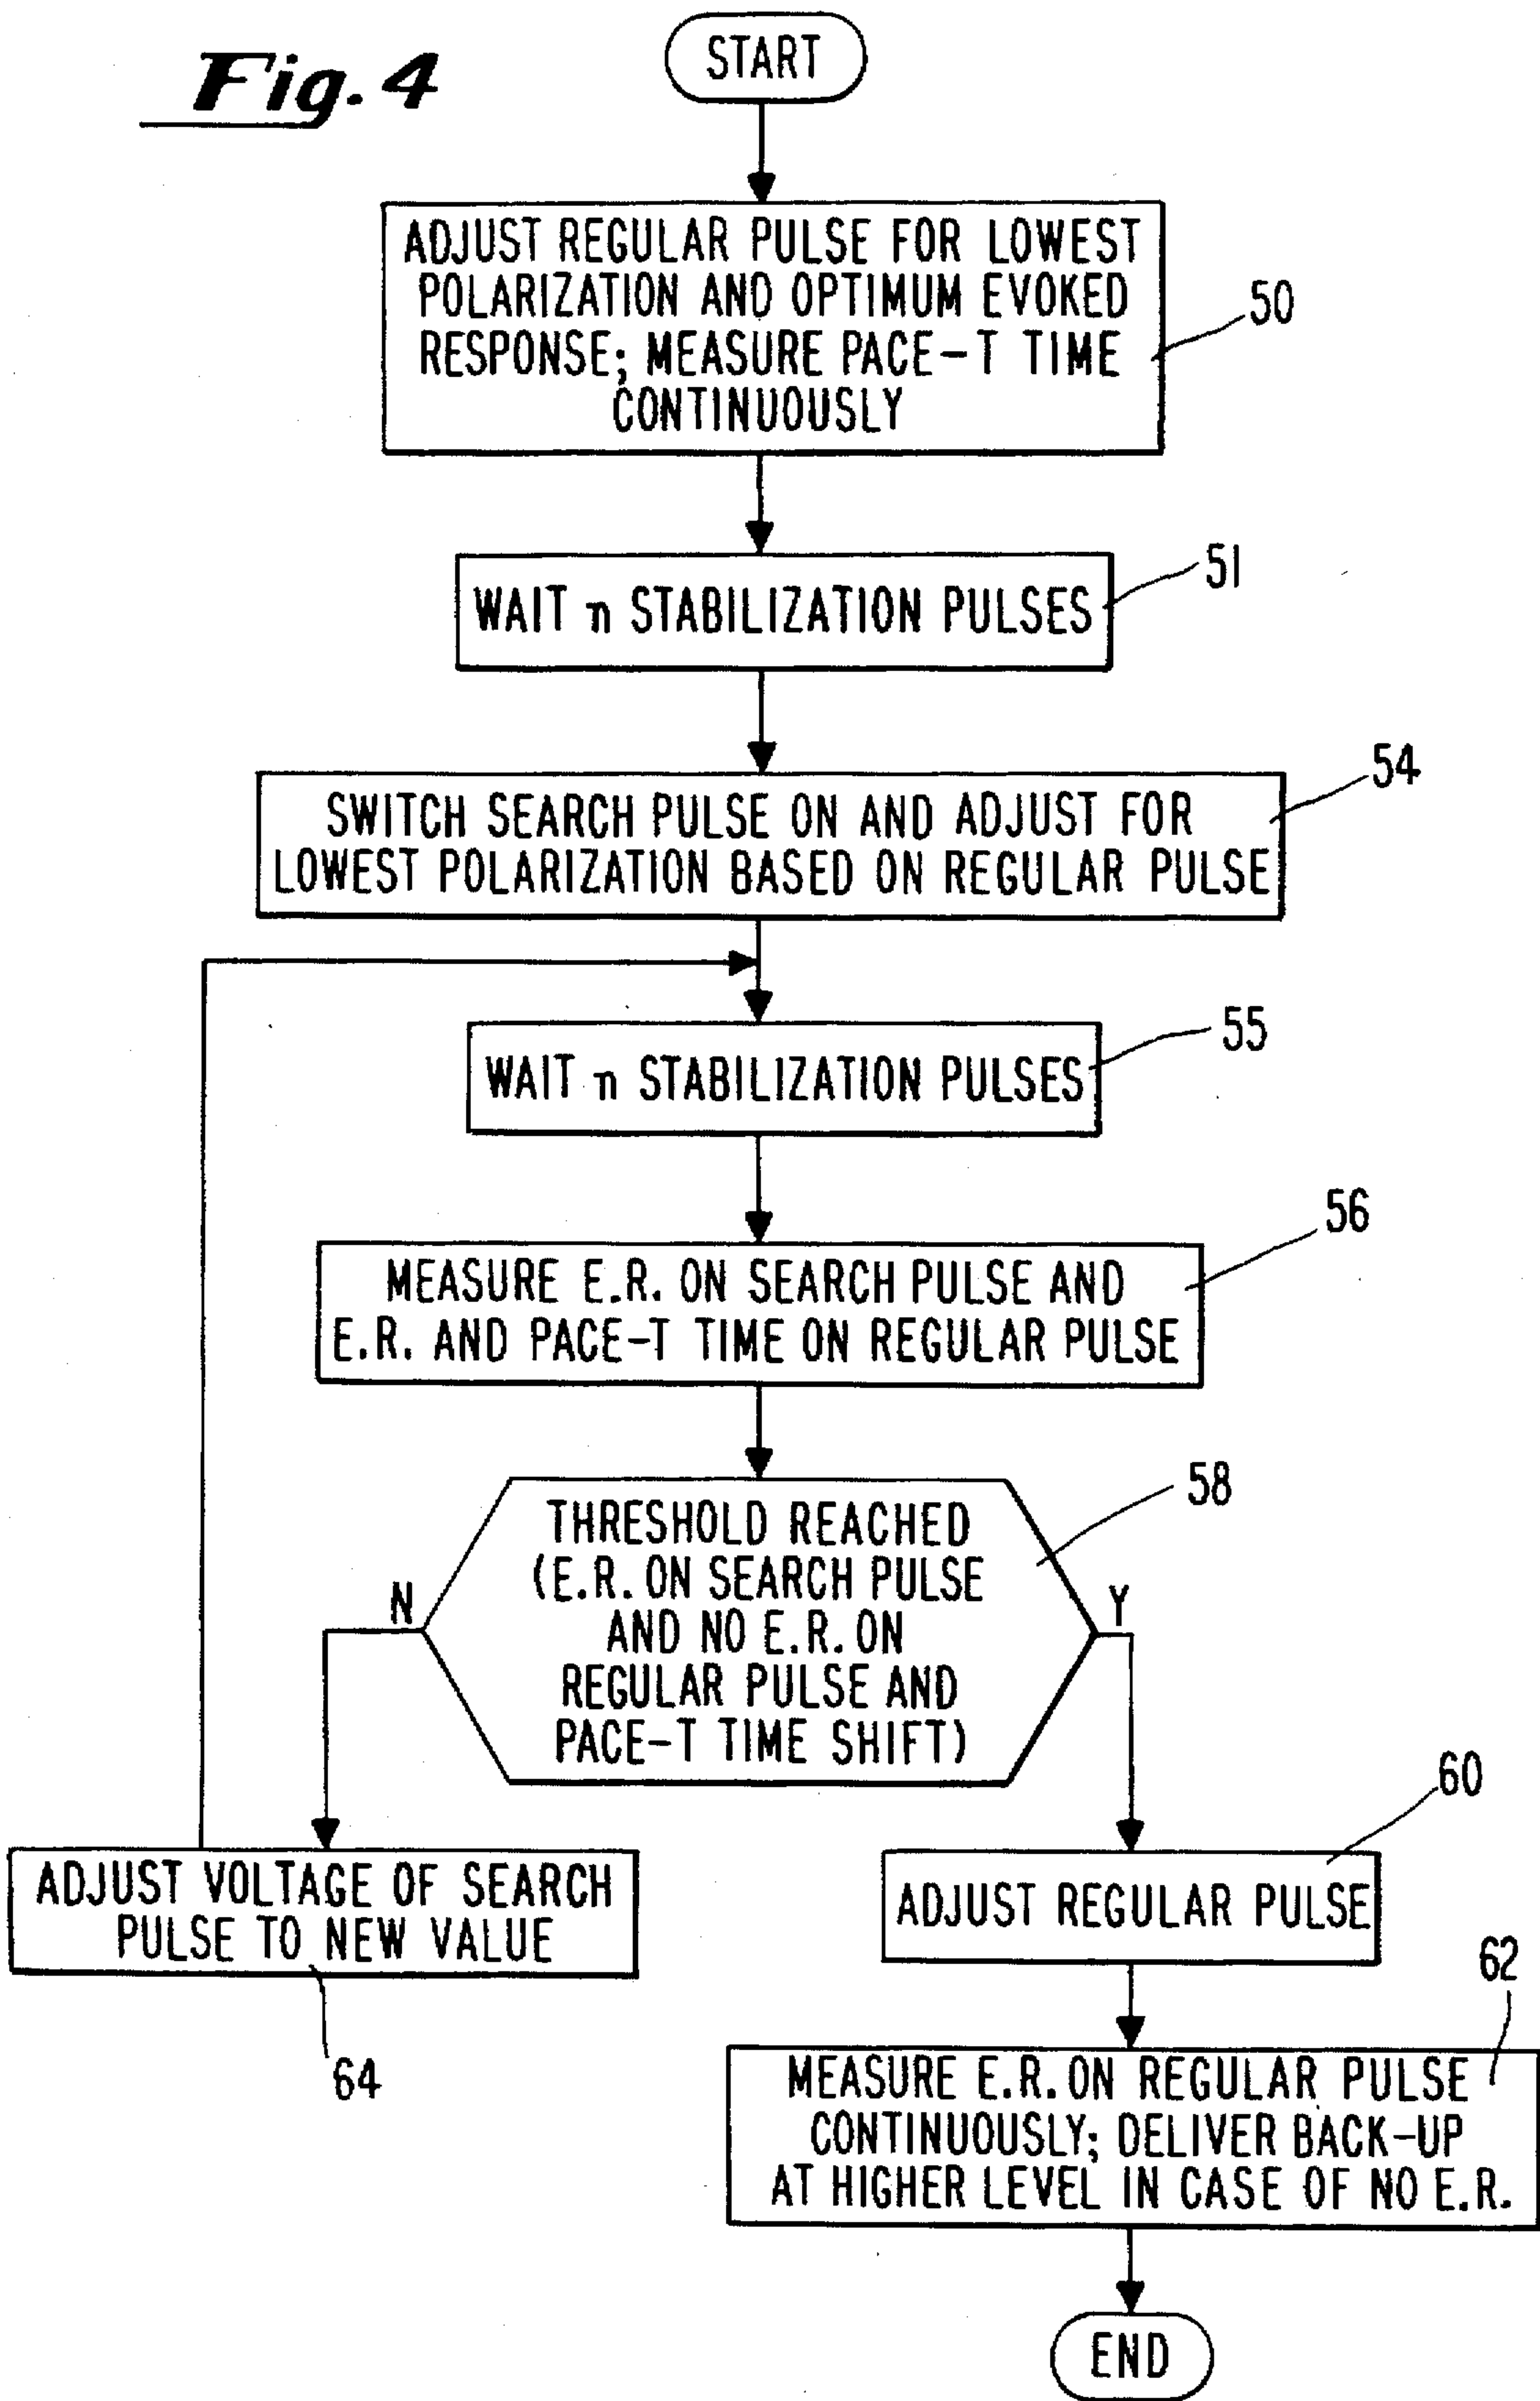 Fig. 4
START
ADJUST REGULAR PULSE FOR LOWEST
POLARIZATION AND OPTIMUM EVOKED
RESPONSE; MEASURE PACE-T TIME
CONTINUOUSLY
50
WAIT n STABILIZATION PULSES
51
SWITCH SEARCH PULSE ON AND ADJUST FOR
LOWEST POLARIZATION BASED ON REGULAR PULSE
54
WAIT n STABILIZATION PULSES
55
MEASURE E.R. ON SEARCH PULSE AND
E.R. AND PACE-T TIME ON REGULAR PULSE
56
THRESHOLD REACHED
(E.R. ON SEARCH PULSE
AND NO E.R. ON
REGULAR PULSE AND
PACE-T TIME SHIFT)
58
N
Y
ADJUST VOLTAGE OF SEARCH
PULSE TO NEW VALUE
64
ADJUST REGULAR PULSE
60
MEASURE E.R. ON REGULAR PULSE
CONTINUOUSLY; DELIVER BACK-UP
AT HIGHER LEVEL IN CASE OF NO E.R.
62
END